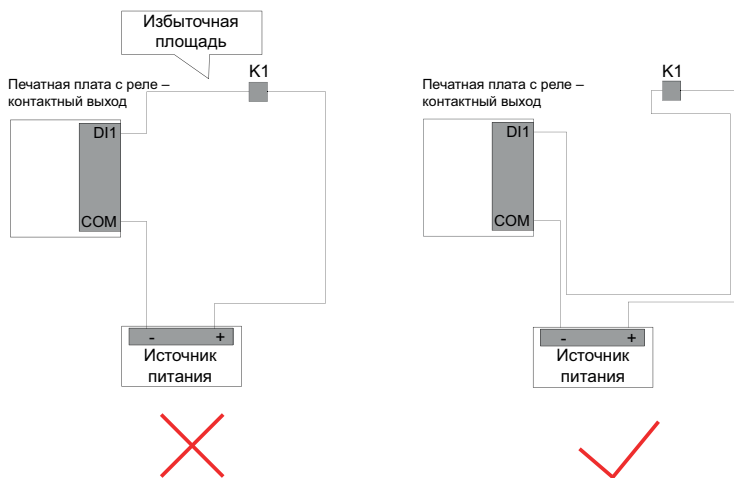 Избыточная
площадь
K1
Печатная плата с реле –
контактный выход
DI1
COM
- +
Источник
питания
K1
Печатная плата с реле –
контактный выход
DI1
COM
- +
Источник
питания